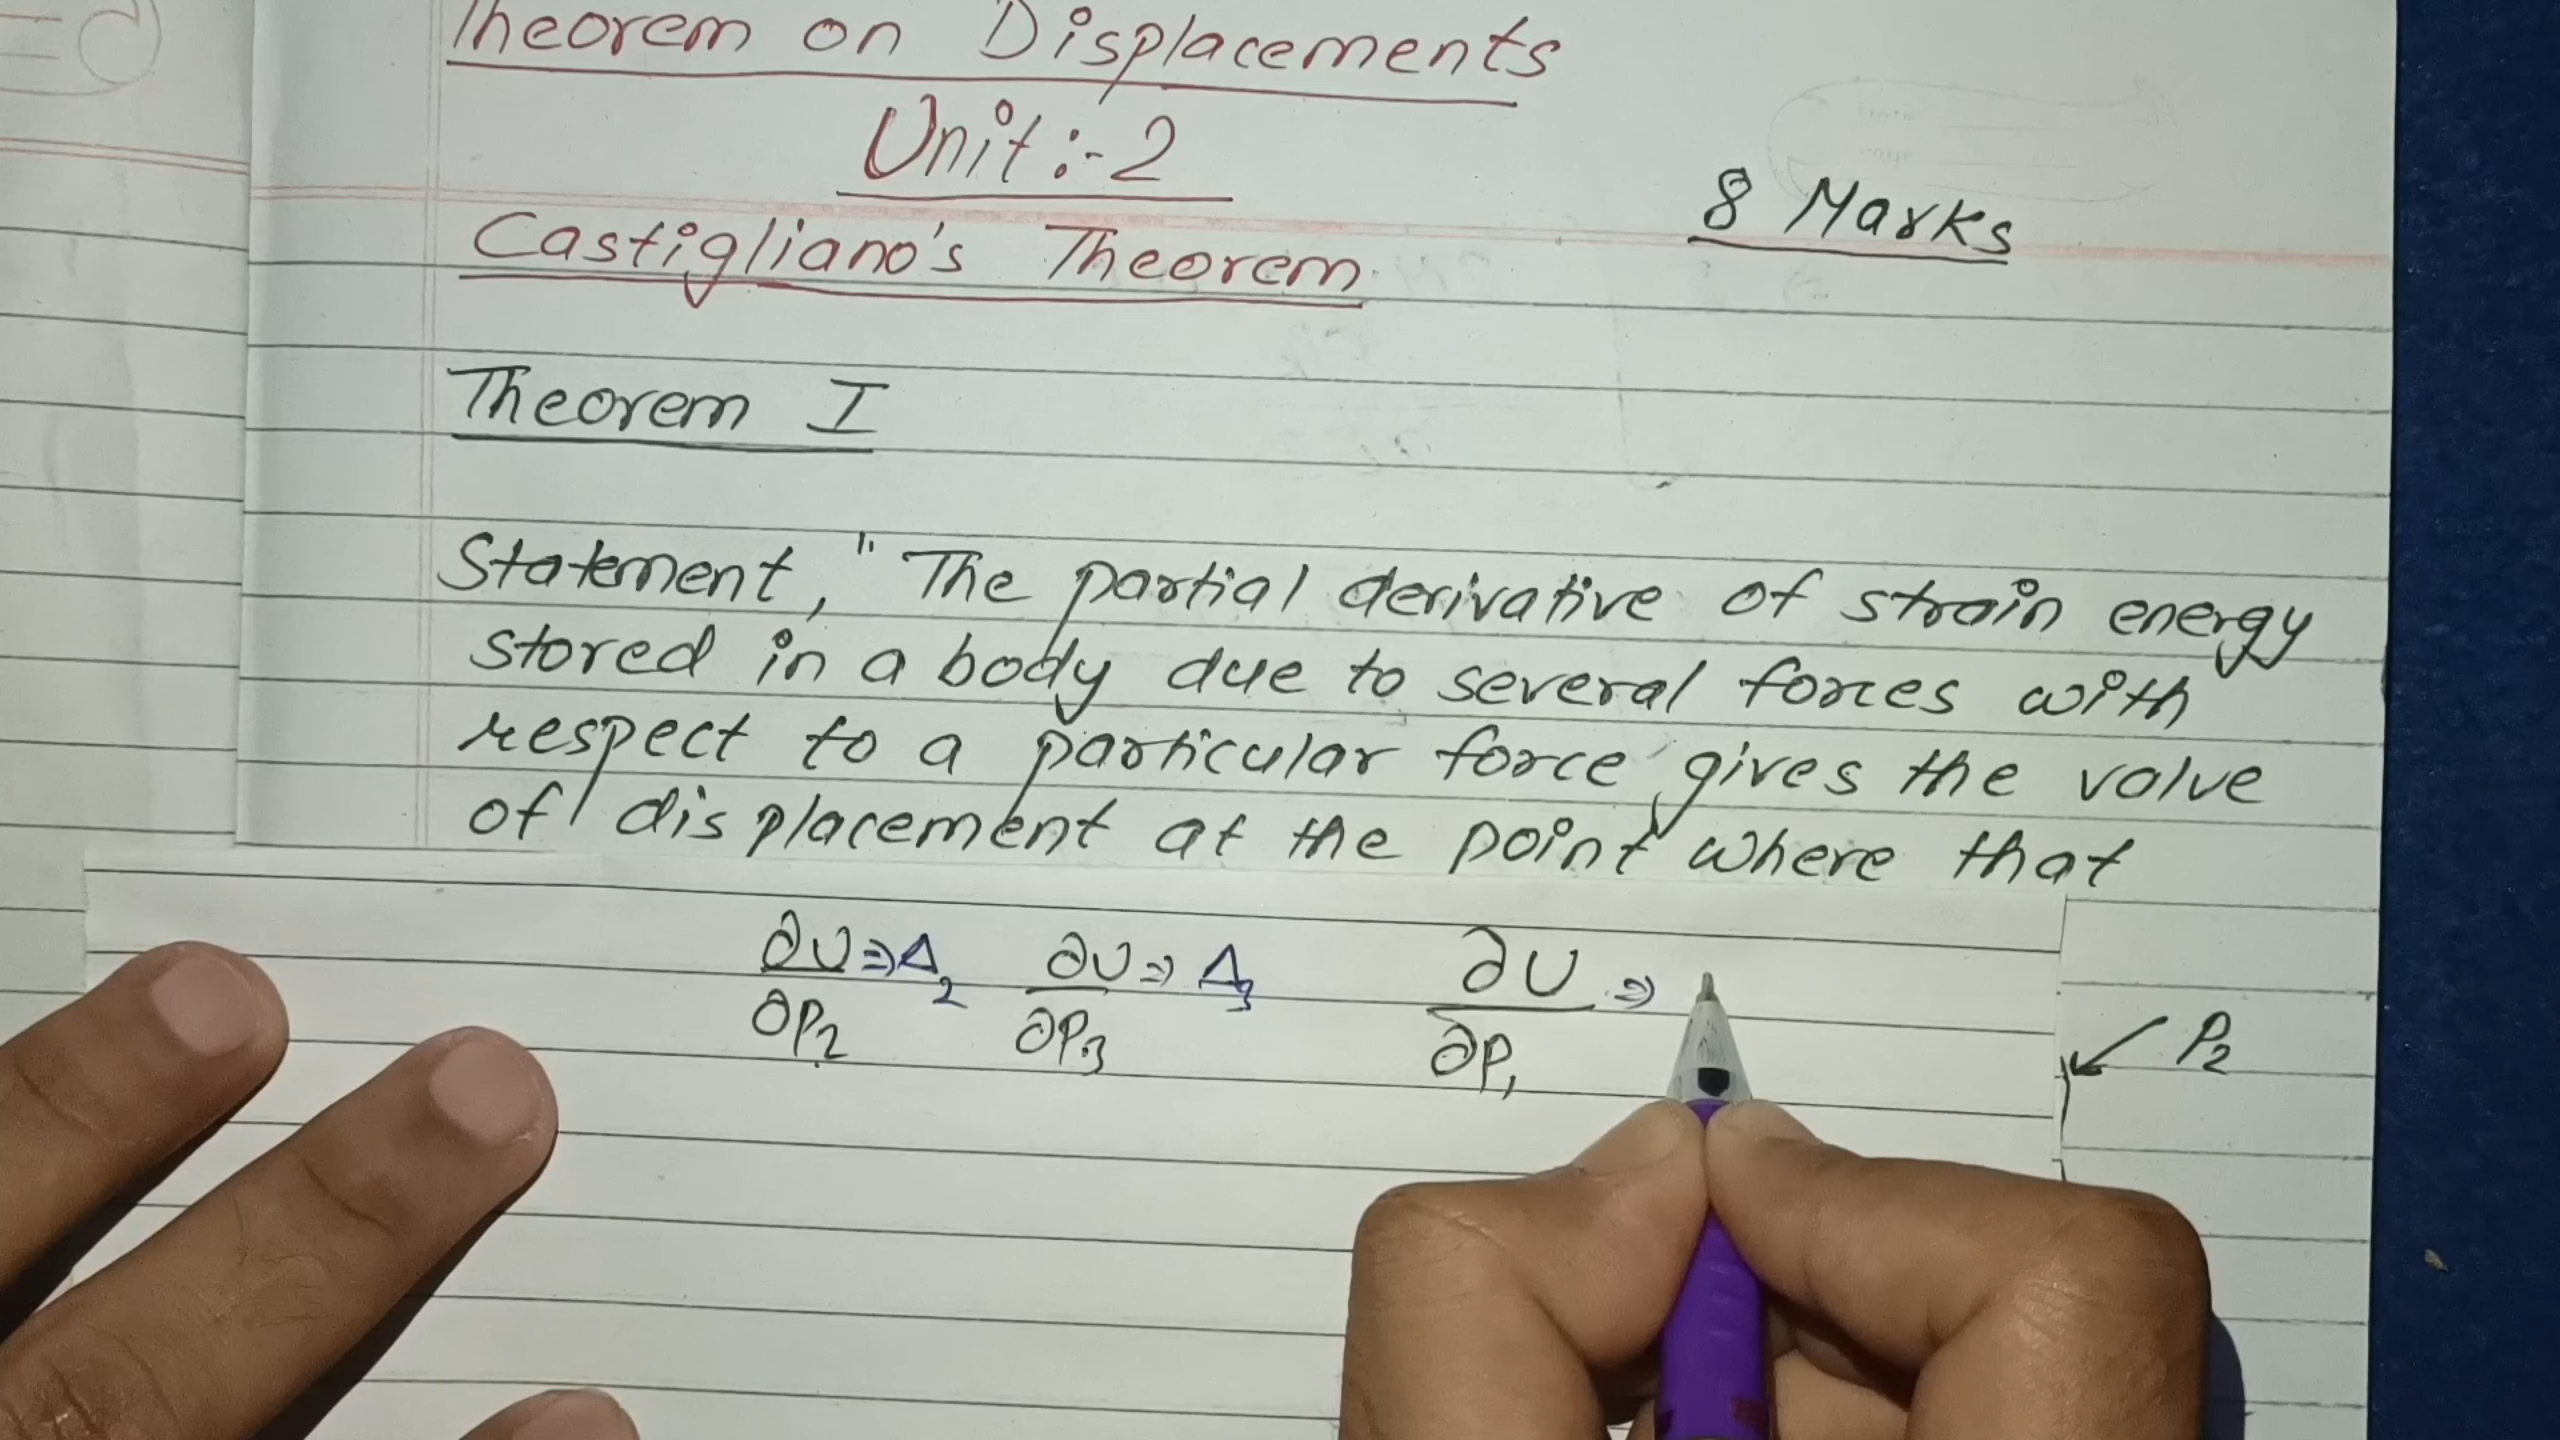 Theorem on Displacements
Unit :- 2
8 Marks
Castigliano's Theorem
Theorem I
Statement, " The partial derivative of strain energy
stored in a body due to several forces with
respect to a particular force gives the value
of displacement at the point where that
∂U ⇒ Δ2 ∂U ⇒ Δ3 ∂U ⇒
∂P2 ∂P3 ∂P1
P2